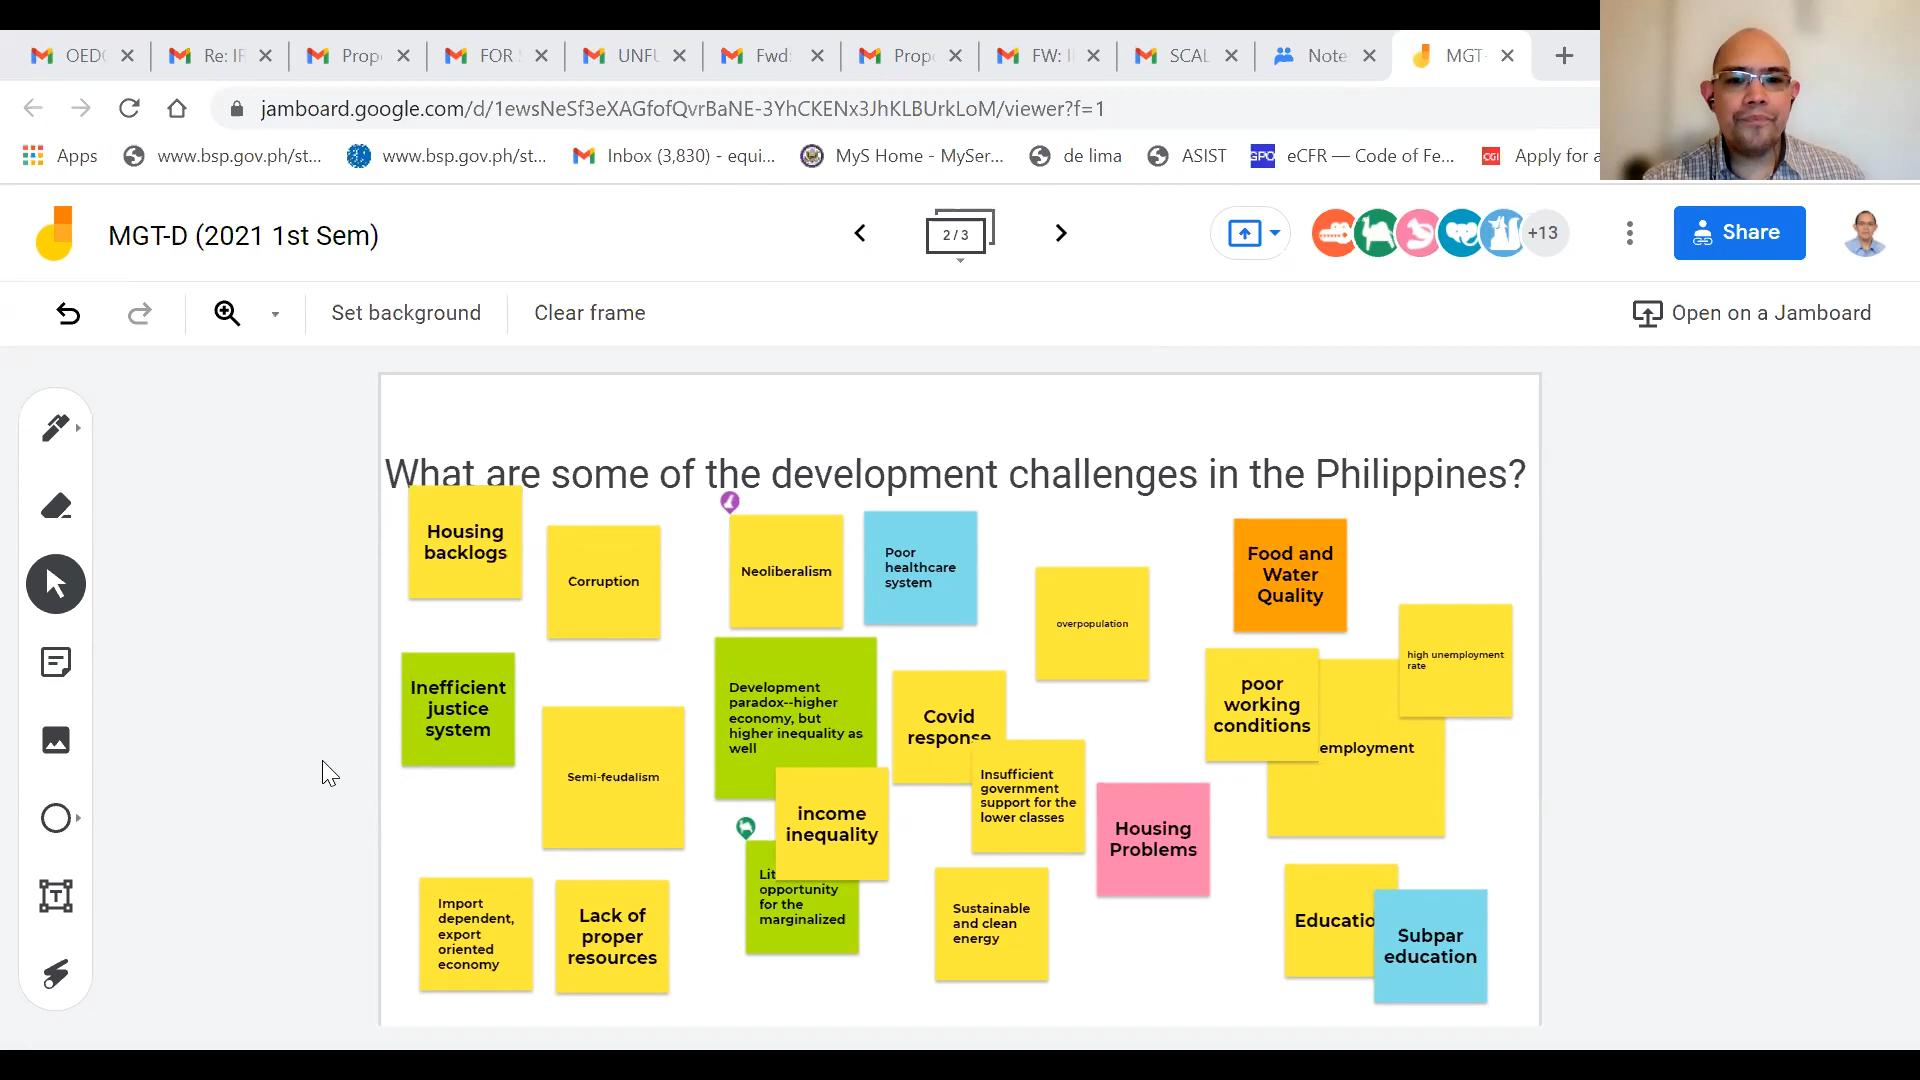 OEDC
Re: IF
Prop
FOR
UNFU
Fwd:
Prop
FW: I
SCAL
Note
MGT-
jamboard.google.com/d/1ewsNeSf3eXAGfofQvrBaNE-3YhCKENx3JhKLBUrkLoM/viewer?f=1
Apps
www.bsp.gov.ph/st...
www.bsp.gov.ph/st...
Inbox (3,830) - equi...
MyS Home - MySer...
de lima
ASIST
GPO
eCFR — Code of Fe...
CGI
Apply for a
MGT-D (2021 1st Sem)
2 / 3
+13
Share
Set background
Clear frame
Open on a Jamboard
What are some of the development challenges in the Philippines?
Housing
backlogs
Corruption
Neoliberalism
Poor
healthcare
system
overpopulation
Food and
Water
Quality
high unemployment
rate
Inefficient
justice
system
Semi-feudalism
Development
paradox--higher
economy, but
higher inequality as
well
Covid
response
poor
working
conditions
employment
income
inequality
Insufficient
government
support for the
lower classes
Housing
Problems
Import
dependent,
export
oriented
economy
Lack of
proper
resources
Lit
opportunity
for the
marginalized
Sustainable
and clean
energy
Educatio
Subpar
education